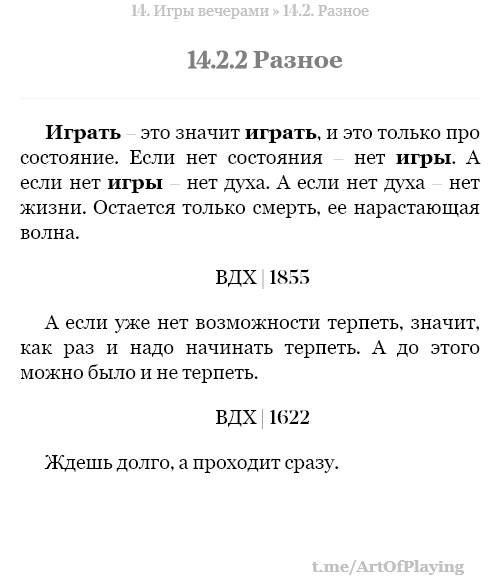 14. Игры вечерами » 14.2. Разное
14.2.2 Разное
Играть – это значит играть, и это только про
состояние. Если нет состояния – нет игры. А
если нет игры – нет духа. А если нет духа – нет
жизни. Остается только смерть, ее нарастающая
волна.
ВДХ | 1855
А если уже нет возможности терпеть, значит,
как раз и надо начинать терпеть. А до этого
можно было и не терпеть.
ВДХ | 1622
Ждешь долго, а проходит сразу.
t.me/ArtOfPlaying